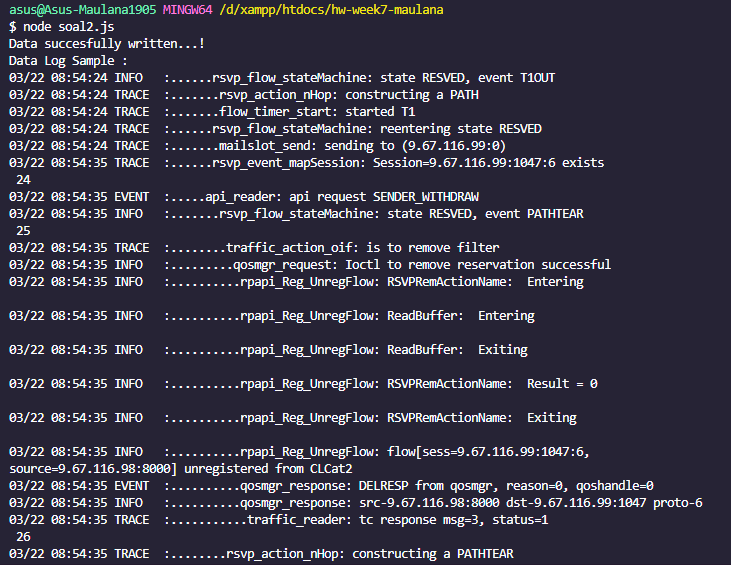 asus@Asus-Maulana1905 MINGW64 /d/xampp/htdocs/hw-week7-maulana
$ node soal2.js
Data succesfully written...!
Data Log Sample :
03/22 08:54:24 INFO   :......rsvp_flow_stateMachine: state RESVED, event T1OUT
03/22 08:54:24 TRACE  :.......rsvp_action_nHop: constructing a PATH
03/22 08:54:24 TRACE  :.......flow_timer_start: started T1
03/22 08:54:24 TRACE  :......rsvp_flow_stateMachine: reentering state RESVED
03/22 08:54:24 TRACE  :.......mailslot_send: sending to (9.67.116.99:0)
03/22 08:54:35 TRACE  :......rsvp_event_mapSession: Session=9.67.116.99:1047:6 exists
 24
03/22 08:54:35 EVENT  :.....api_reader: api request SENDER_WITHDRAW
03/22 08:54:35 INFO   :.......rsvp_flow_stateMachine: state RESVED, event PATHTEAR
 25
03/22 08:54:35 TRACE  :........traffic_action_oif: is to remove filter
03/22 08:54:35 INFO   :.........qosmgr_request: Ioctl to remove reservation successful
03/22 08:54:35 INFO   :..........rpapi_Reg_UnregFlow: RSVPRemActionName:  Entering
03/22 08:54:35 INFO   :..........rpapi_Reg_UnregFlow: ReadBuffer:  Entering
03/22 08:54:35 INFO   :..........rpapi_Reg_UnregFlow: ReadBuffer:  Exiting
03/22 08:54:35 INFO   :..........rpapi_Reg_UnregFlow: RSVPRemActionName:  Result = 0
03/22 08:54:35 INFO   :..........rpapi_Reg_UnregFlow: RSVPRemActionName:  Exiting
03/22 08:54:35 INFO   :..........rpapi_Reg_UnregFlow: flow[sess=9.67.116.99:1047:6,
source=9.67.116.98:8000] unregistered from CLCat2
03/22 08:54:35 EVENT  :..........qosmgr_response: DELRESP from qosmgr, reason=0, qoshandle=0
03/22 08:54:35 INFO   :..........qosmgr_response: src-9.67.116.98:8000 dst-9.67.116.99:1047 proto-6
03/22 08:54:35 TRACE  :...........traffic_reader: tc response msg=3, status=1
 26
03/22 08:54:35 TRACE  :........rsvp_action_nHop: constructing a PATHTEAR